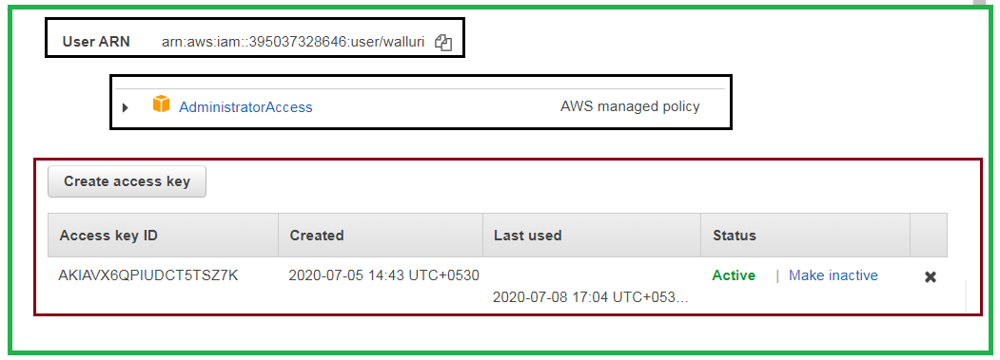 User ARN arn:aws:iam::395037328646:user/walluri
AdministratorAccess AWS managed policy
Create access key
Access key ID Created Last used Status
AKIAVX6QPIUDCT5TSZ7K 2020-07-05 14:43 UTC+0530 Active | Make inactive
2020-07-08 17:04 UTC+053...